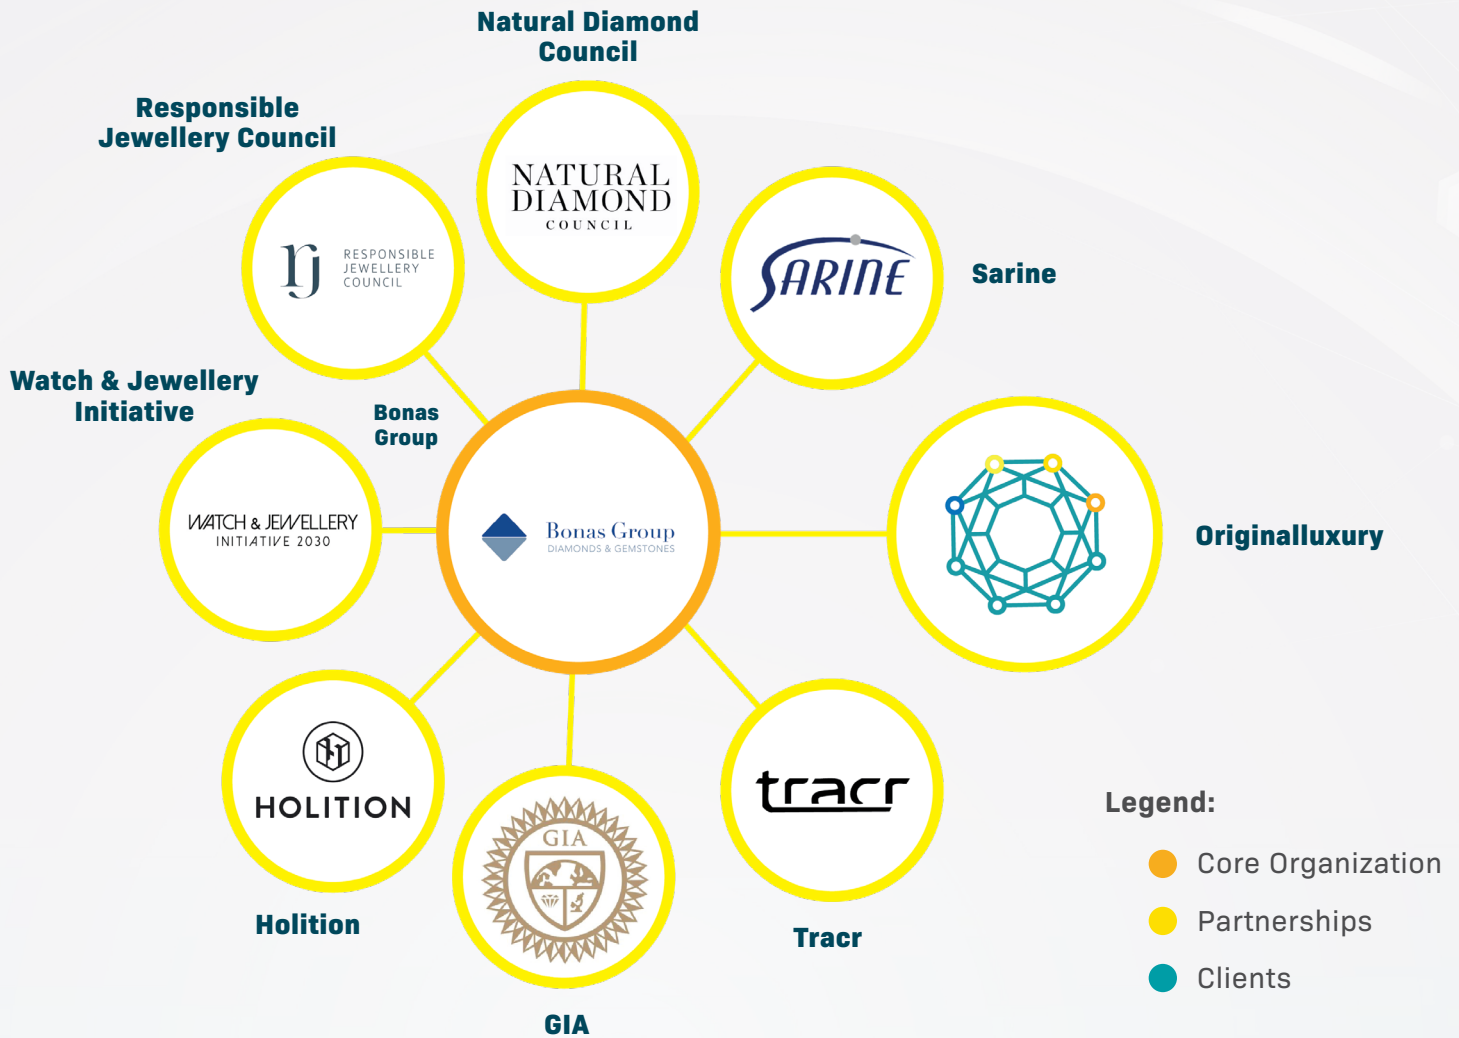 Natural Diamond
Council
NATURAL
DIAMOND
COUNCIL
Responsible
Jewellery Council
rj
RESPONSIBLE
JEWELLERY
COUNCIL
SARINE
Sarine
Watch & Jewellery
Initiative
WATCH & JEWELLERY
INITIATIVE 2030
Bonas
Group
Bonas Group
DIAMONDS & GEMSTONES
Originalluxury
HOLITION
Holition
GIA
GIA
tracr
Tracr
Legend:
Core Organization
Partnerships
Clients